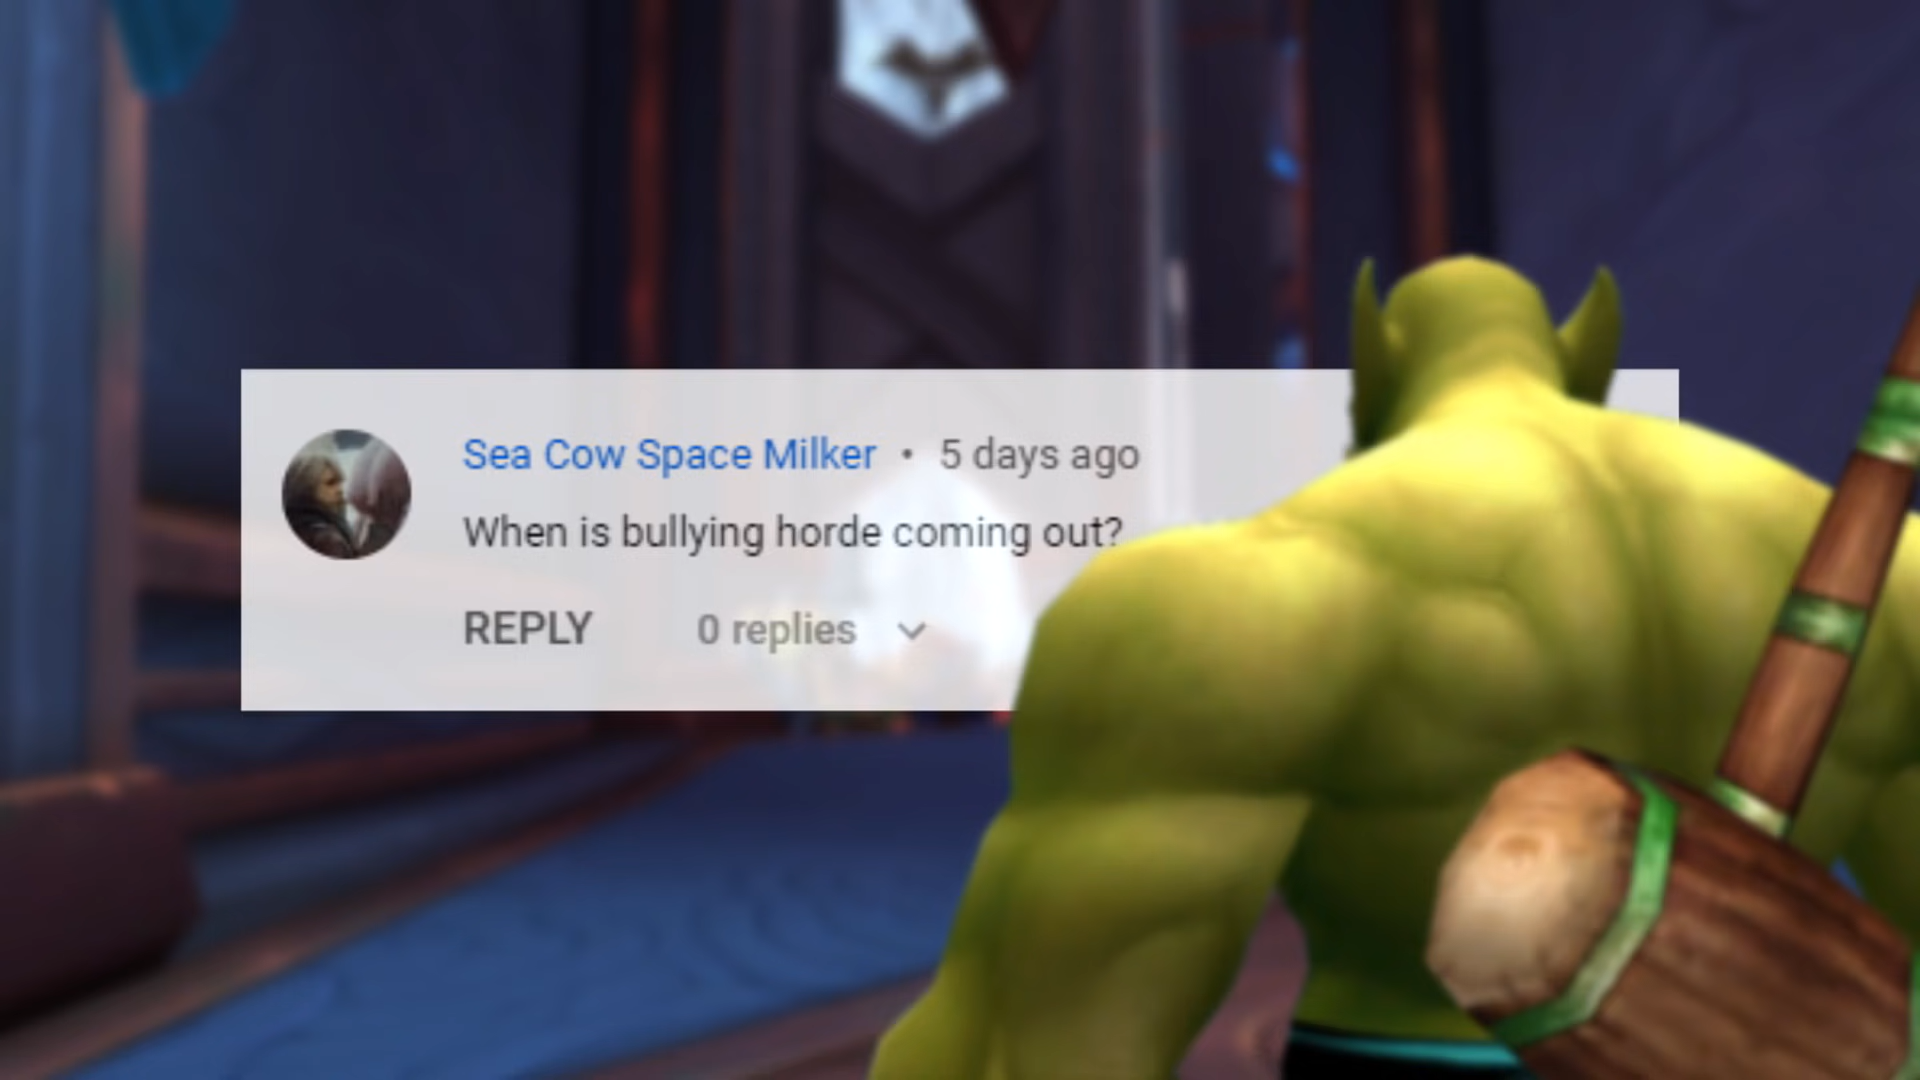 Sea Cow Space Milker • 5 days ago
When is bullying horde coming out?
REPLY 0 replies